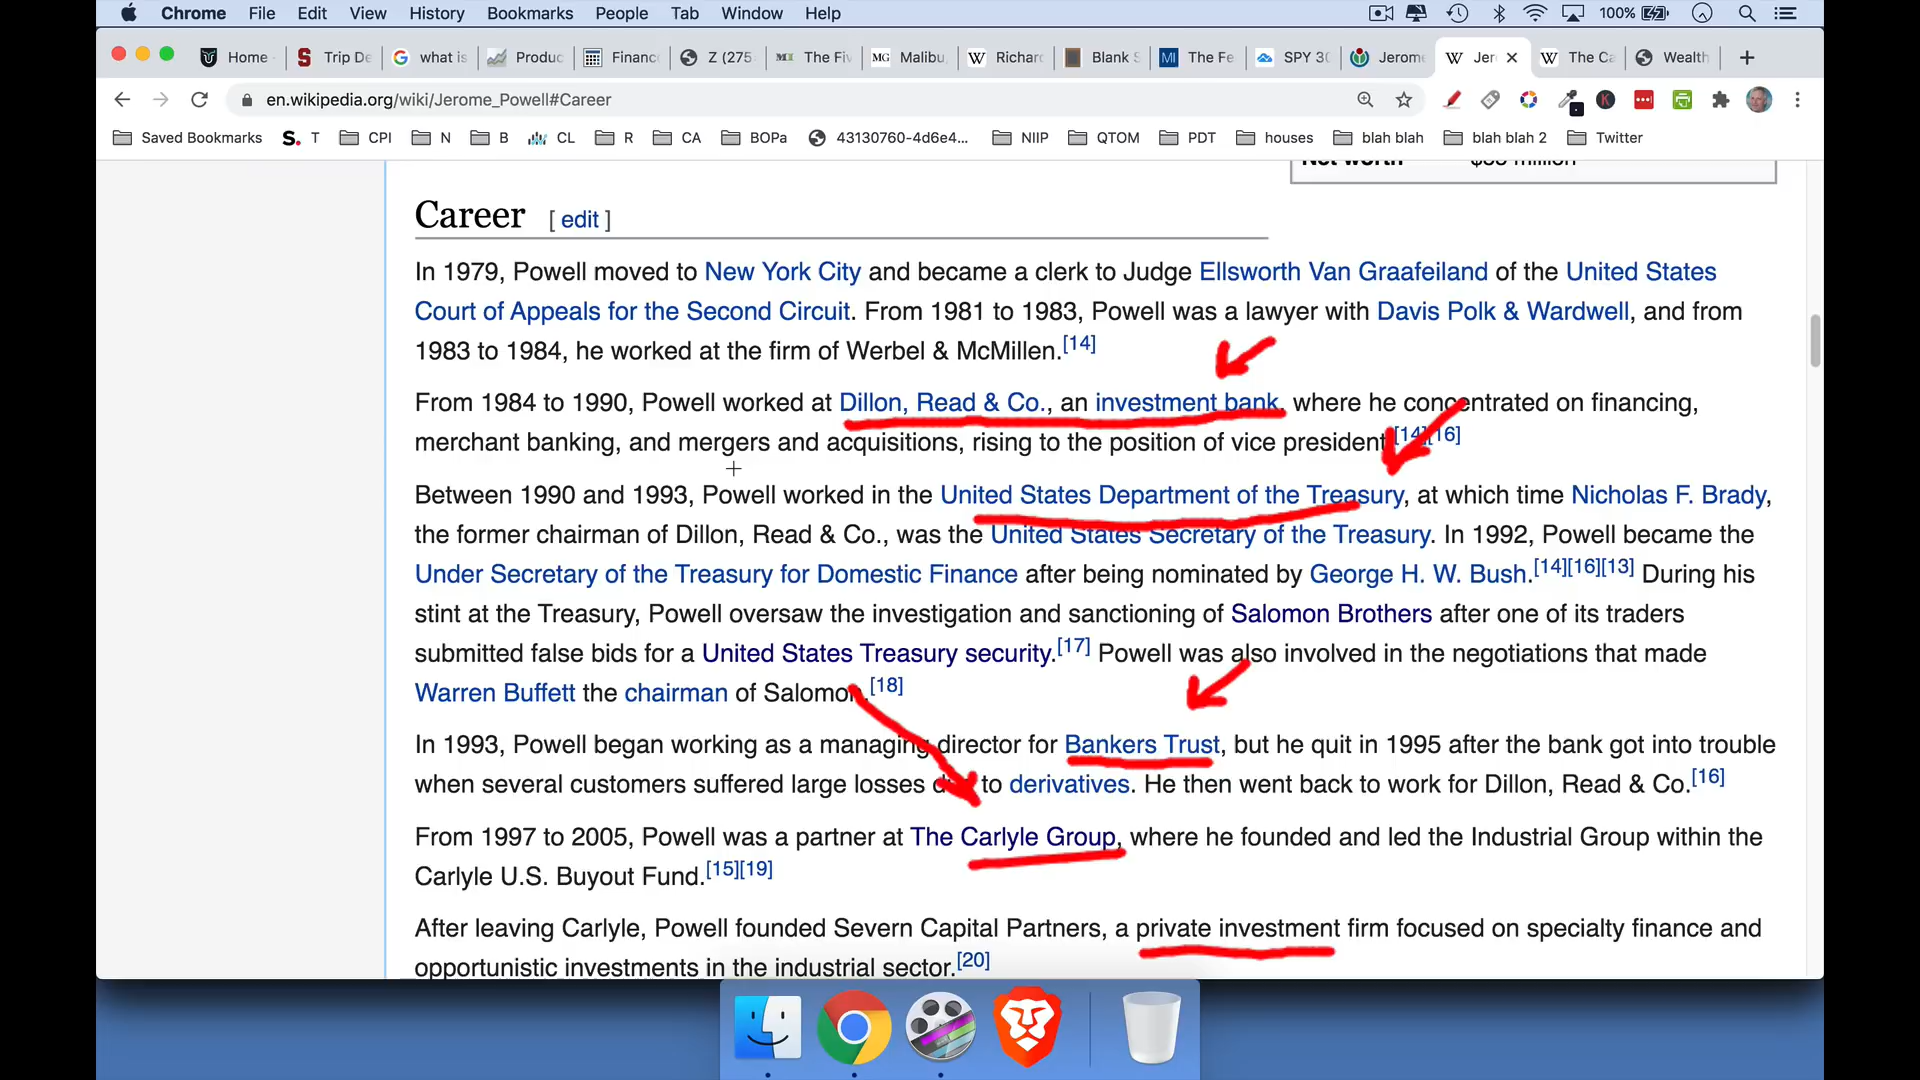 Chrome File Edit View History Bookmarks People Tab Window Help 100%
Home Trip De what is Produc Financ Z (275 The Fiv Malibu Richard Blank S The Fe SPY 30 Jerome Jer The Ca Wealth
en.wikipedia.org/wiki/Jerome_Powell#Career
Saved Bookmarks T CPI N B CL R CA BOPa 43130760-4d6e4... NIIP QTOM PDT houses blah blah blah blah 2 Twitter
Net worth million
Career [ edit ]
In 1979, Powell moved to New York City and became a clerk to Judge Ellsworth Van Graafeiland of the United States
Court of Appeals for the Second Circuit. From 1981 to 1983, Powell was a lawyer with Davis Polk & Wardwell, and from
1983 to 1984, he worked at the firm of Werbel & McMillen.[14]
From 1984 to 1990, Powell worked at Dillon, Read & Co., an investment bank, where he concentrated on financing,
merchant banking, and mergers and acquisitions, rising to the position of vice president.[14][16]
Between 1990 and 1993, Powell worked in the United States Department of the Treasury, at which time Nicholas F. Brady,
the former chairman of Dillon, Read & Co., was the United States Secretary of the Treasury. In 1992, Powell became the
Under Secretary of the Treasury for Domestic Finance after being nominated by George H. W. Bush.[14][16][13] During his
stint at the Treasury, Powell oversaw the investigation and sanctioning of Salomon Brothers after one of its traders
submitted false bids for a United States Treasury security.[17] Powell was also involved in the negotiations that made
Warren Buffett the chairman of Salomon.[18]
In 1993, Powell began working as a managing director for Bankers Trust, but he quit in 1995 after the bank got into trouble
when several customers suffered large losses due to derivatives. He then went back to work for Dillon, Read & Co.[16]
From 1997 to 2005, Powell was a partner at The Carlyle Group, where he founded and led the Industrial Group within the
Carlyle U.S. Buyout Fund.[15][19]
After leaving Carlyle, Powell founded Severn Capital Partners, a private investment firm focused on specialty finance and
opportunistic investments in the industrial sector.[20]